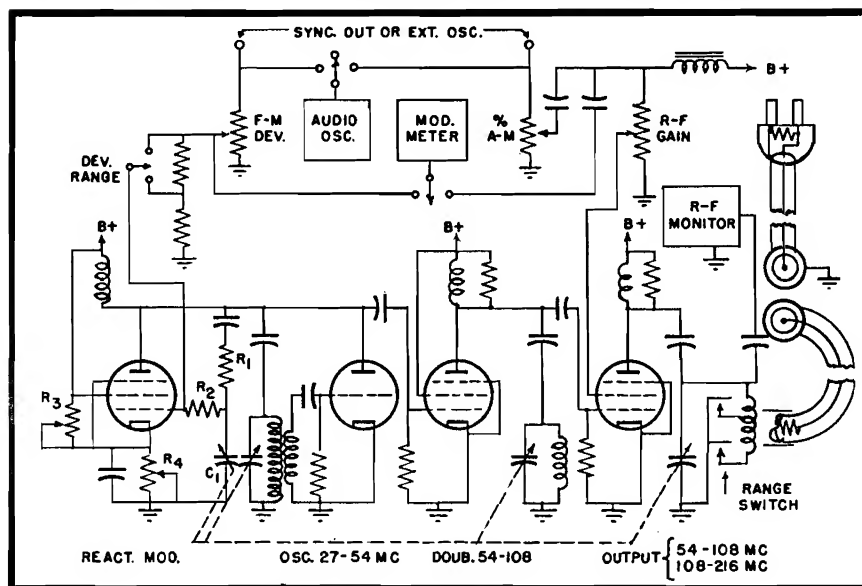 SYNC. OUT OR EXT. OSC.
B+
F-M
DEV.
AUDIO
OSC.
MOD.
METER
%
A-M
R-F
GAIN
DEV.
RANGE
B+
B+
B+
R-F
MONITOR
R1
R2
R3
R4
C1
RANGE
SWITCH
REACT. MOD.
OSC. 27-54 MC
DOUB. 54-108
OUTPUT
54-108 MC
108-216 MC